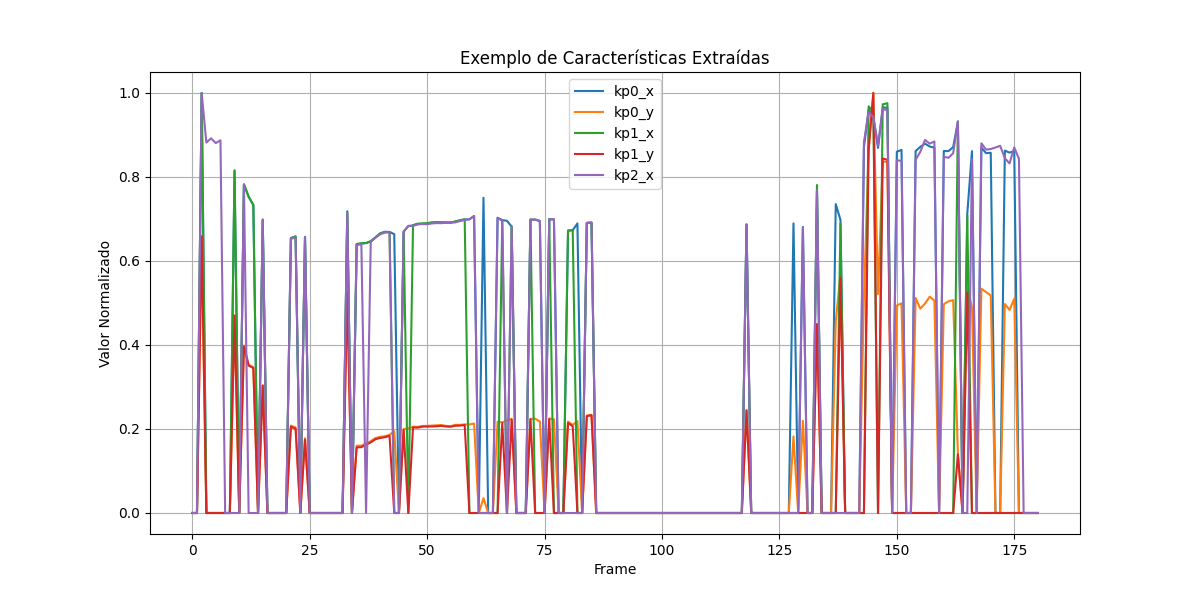 Exemplo de Características Extraídas
kp0_x
kp0_y
kp1_x
kp1_y
kp2_x
Valor Normalizado
1.0
0.8
0.6
0.4
0.2
0.0
0 25 50 75 100 125 150 175
Frame